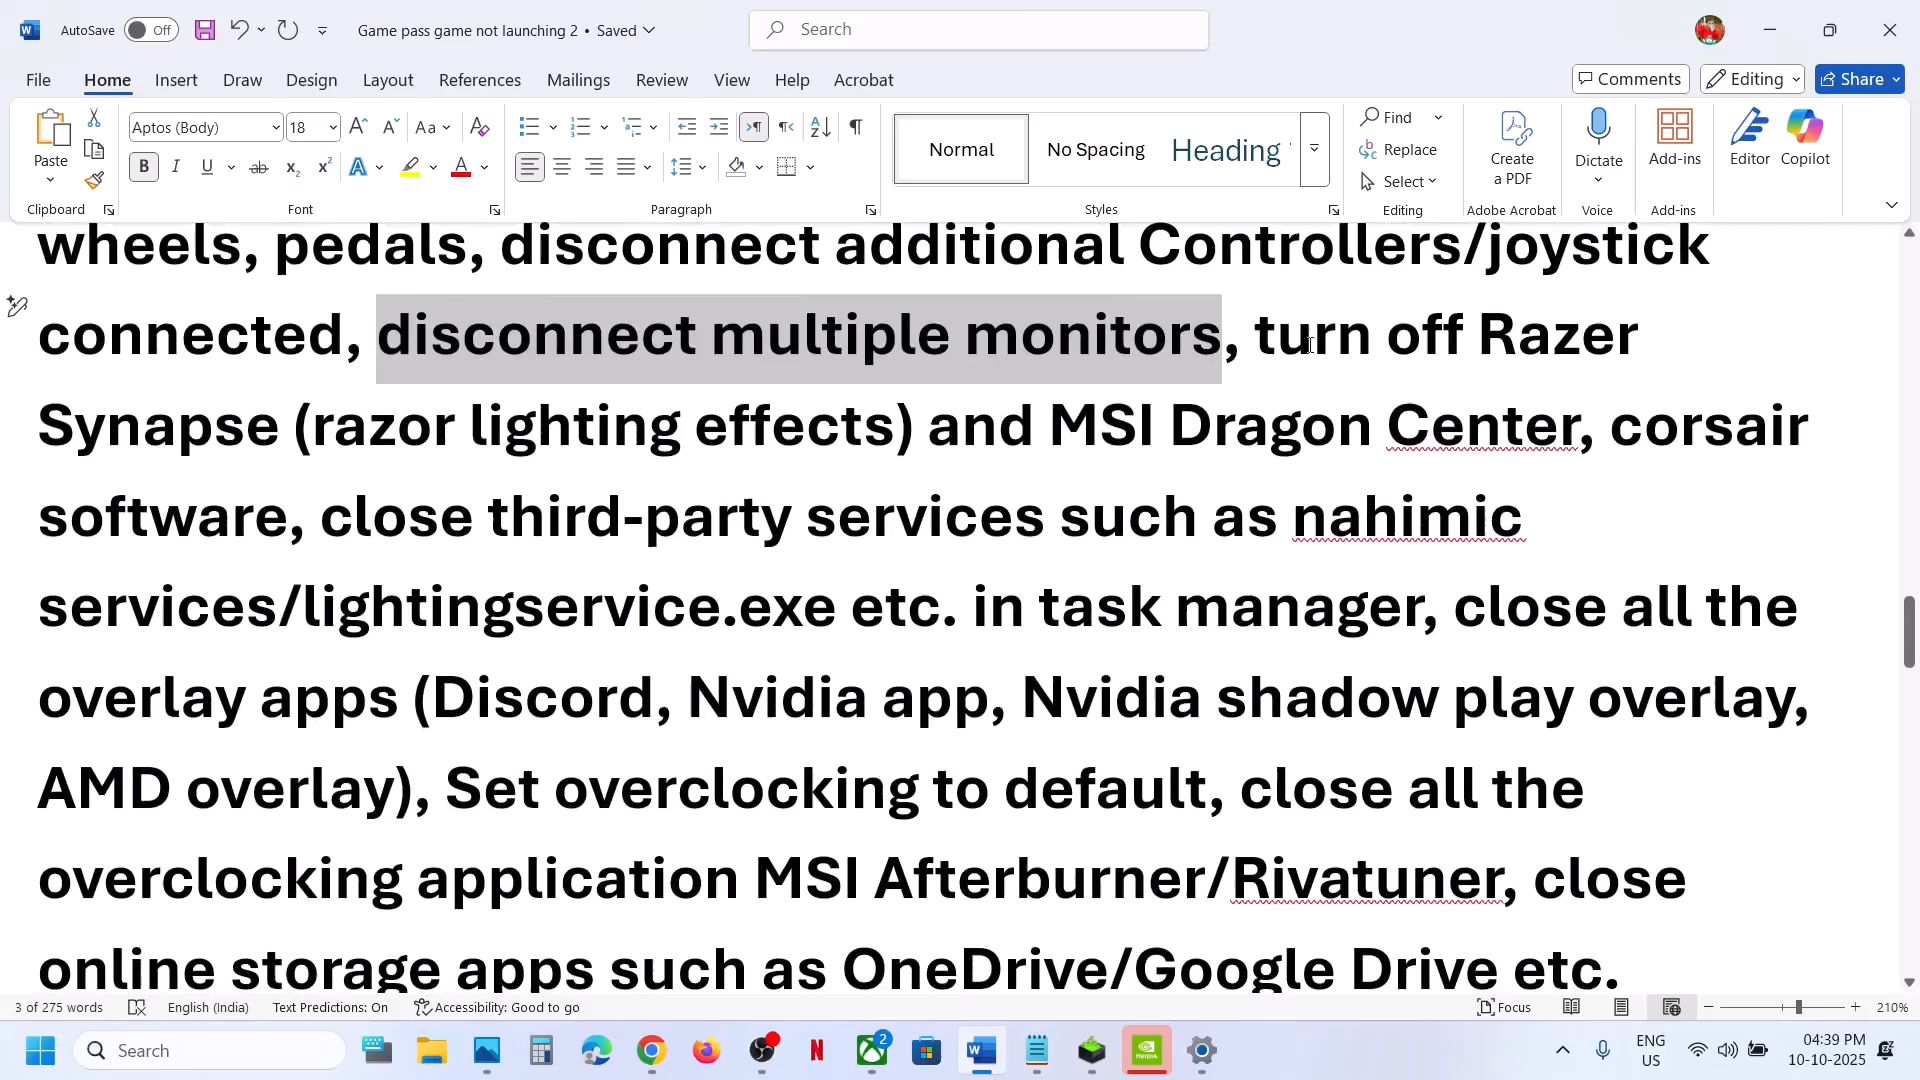 AutoSave Off Game pass game not launching 2 • Saved Search
File Home Insert Draw Design Layout References Mailings Review View Help Acrobat Comments Editing Share
Paste Aptos (Body) 18 Normal No Spacing Heading Find Replace Select Create a PDF Dictate Add-ins Editor Copilot
Clipboard Font Paragraph Styles Editing Adobe Acrobat Voice Add-ins
wheels, pedals, disconnect additional Controllers/joystick
connected, disconnect multiple monitors, turn off Razer
Synapse (razor lighting effects) and MSI Dragon Center, corsair
software, close third-party services such as nahimic
services/lightingservice.exe etc. in task manager, close all the
overlay apps (Discord, Nvidia app, Nvidia shadow play overlay,
AMD overlay), Set overclocking to default, close all the
overclocking application MSI Afterburner/Rivatuner, close
online storage apps such as OneDrive/Google Drive etc.
3 of 275 words English (India) Text Predictions: On Accessibility: Good to go Focus 210%
Search 2 ENG US 04:39 PM 10-10-2025